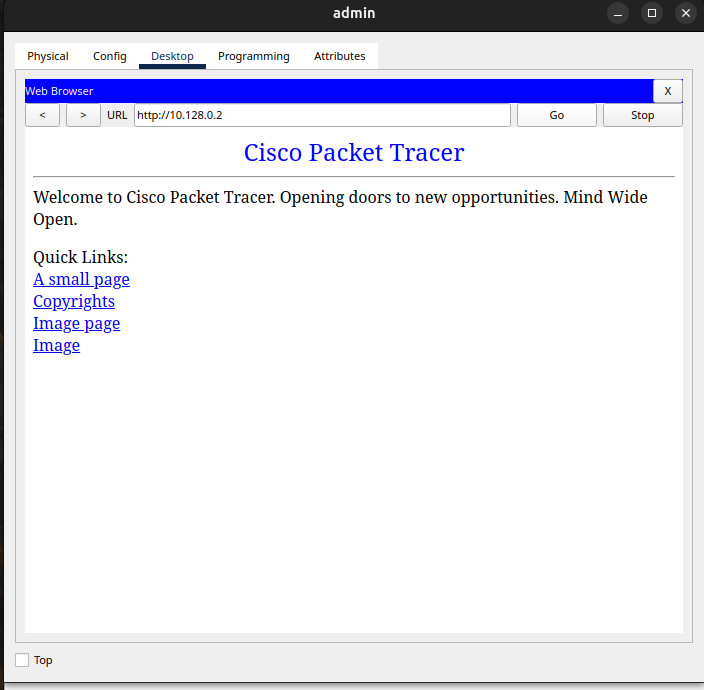 admin
Physical Config Desktop Programming Attributes
Web Browser X
< > URL http://10.128.0.2 Go Stop
Cisco Packet Tracer
Welcome to Cisco Packet Tracer. Opening doors to new opportunities. Mind Wide
Open.
Quick Links:
A small page
Copyrights
Image page
Image
Top